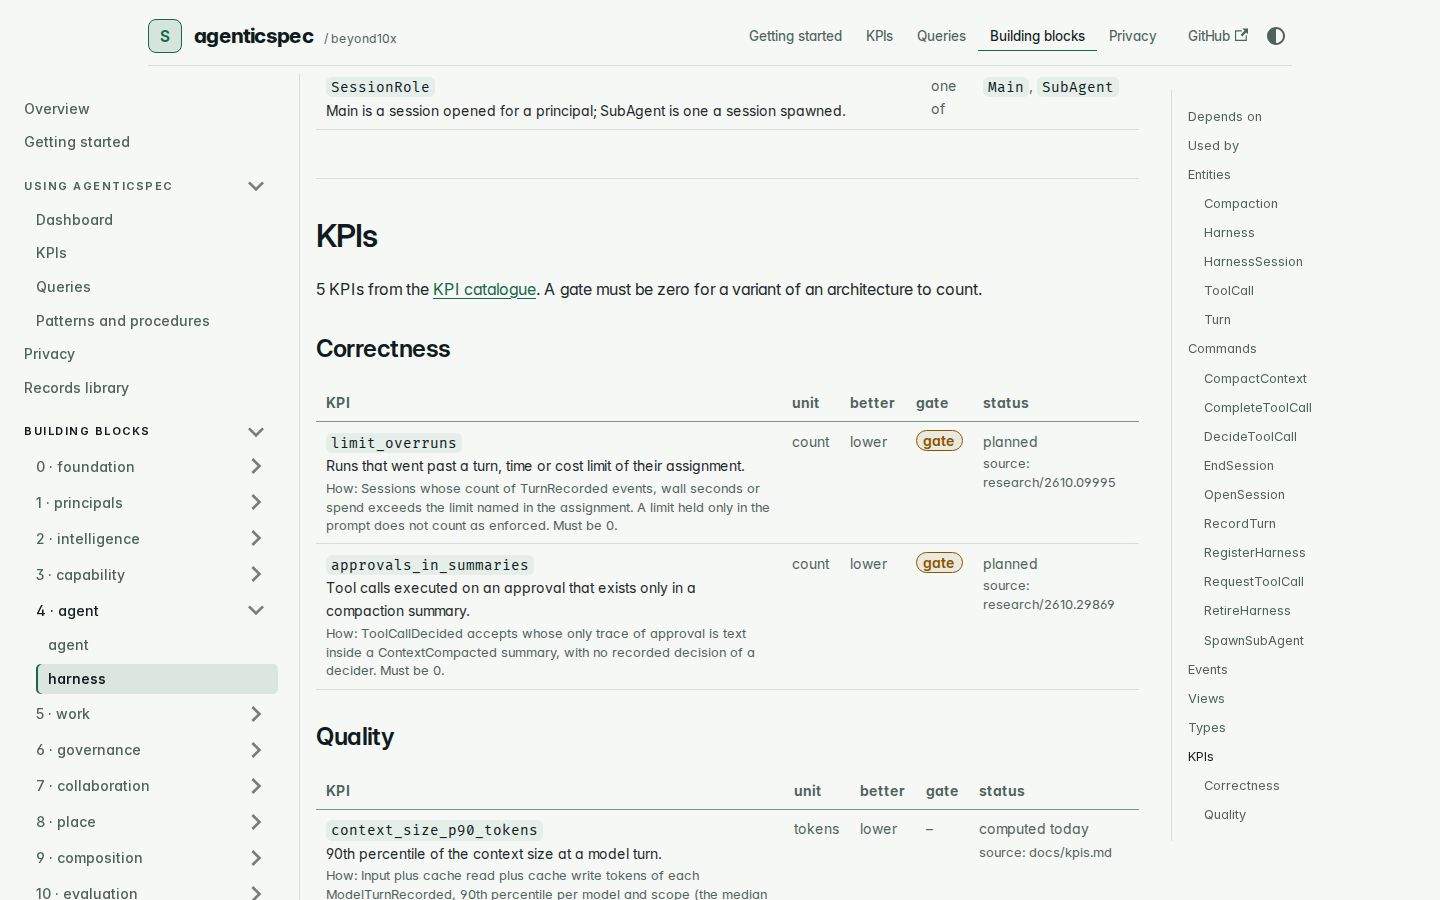 S agenticspec / beyond10x
Getting started KPIs Queries Building blocks Privacy GitHub
Overview
Getting started
USING AGENTICSPEC
Dashboard
KPIs
Queries
Patterns and procedures
Privacy
Records library
BUILDING BLOCKS
0 · foundation
1 · principals
2 · intelligence
3 · capability
4 · agent
agent
harness
5 · work
6 · governance
7 · collaboration
8 · place
9 · composition
10 · evaluation
SessionRole
Main is a session opened for a principal; SubAgent is one a session spawned.
one
of
Main, SubAgent
KPIs
5 KPIs from the KPI catalogue. A gate must be zero for a variant of an architecture to count.
Correctness
KPI unit better gate status
limit_overruns
Runs that went past a turn, time or cost limit of their assignment.
How: Sessions whose count of TurnRecorded events, wall seconds or
spend exceeds the limit named in the assignment. A limit held only in the
prompt does not count as enforced. Must be 0.
count lower gate planned
source:
research/2610.09995
approvals_in_summaries
Tool calls executed on an approval that exists only in a
compaction summary.
How: ToolCallDecided accepts whose only trace of approval is text
inside a ContextCompacted summary, with no recorded decision of a
decider. Must be 0.
count lower gate planned
source:
research/2610.29869
Quality
KPI unit better gate status
context_size_p90_tokens
90th percentile of the context size at a model turn.
How: Input plus cache read plus cache write tokens of each
ModelTurnRecorded, 90th percentile per model and scope (the median
tokens lower – computed today
source: docs/kpis.md
Depends on
Used by
Entities
Compaction
Harness
HarnessSession
ToolCall
Turn
Commands
CompactContext
CompleteToolCall
DecideToolCall
EndSession
OpenSession
RecordTurn
RegisterHarness
RequestToolCall
RetireHarness
SpawnSubAgent
Events
Views
Types
KPIs
Correctness
Quality